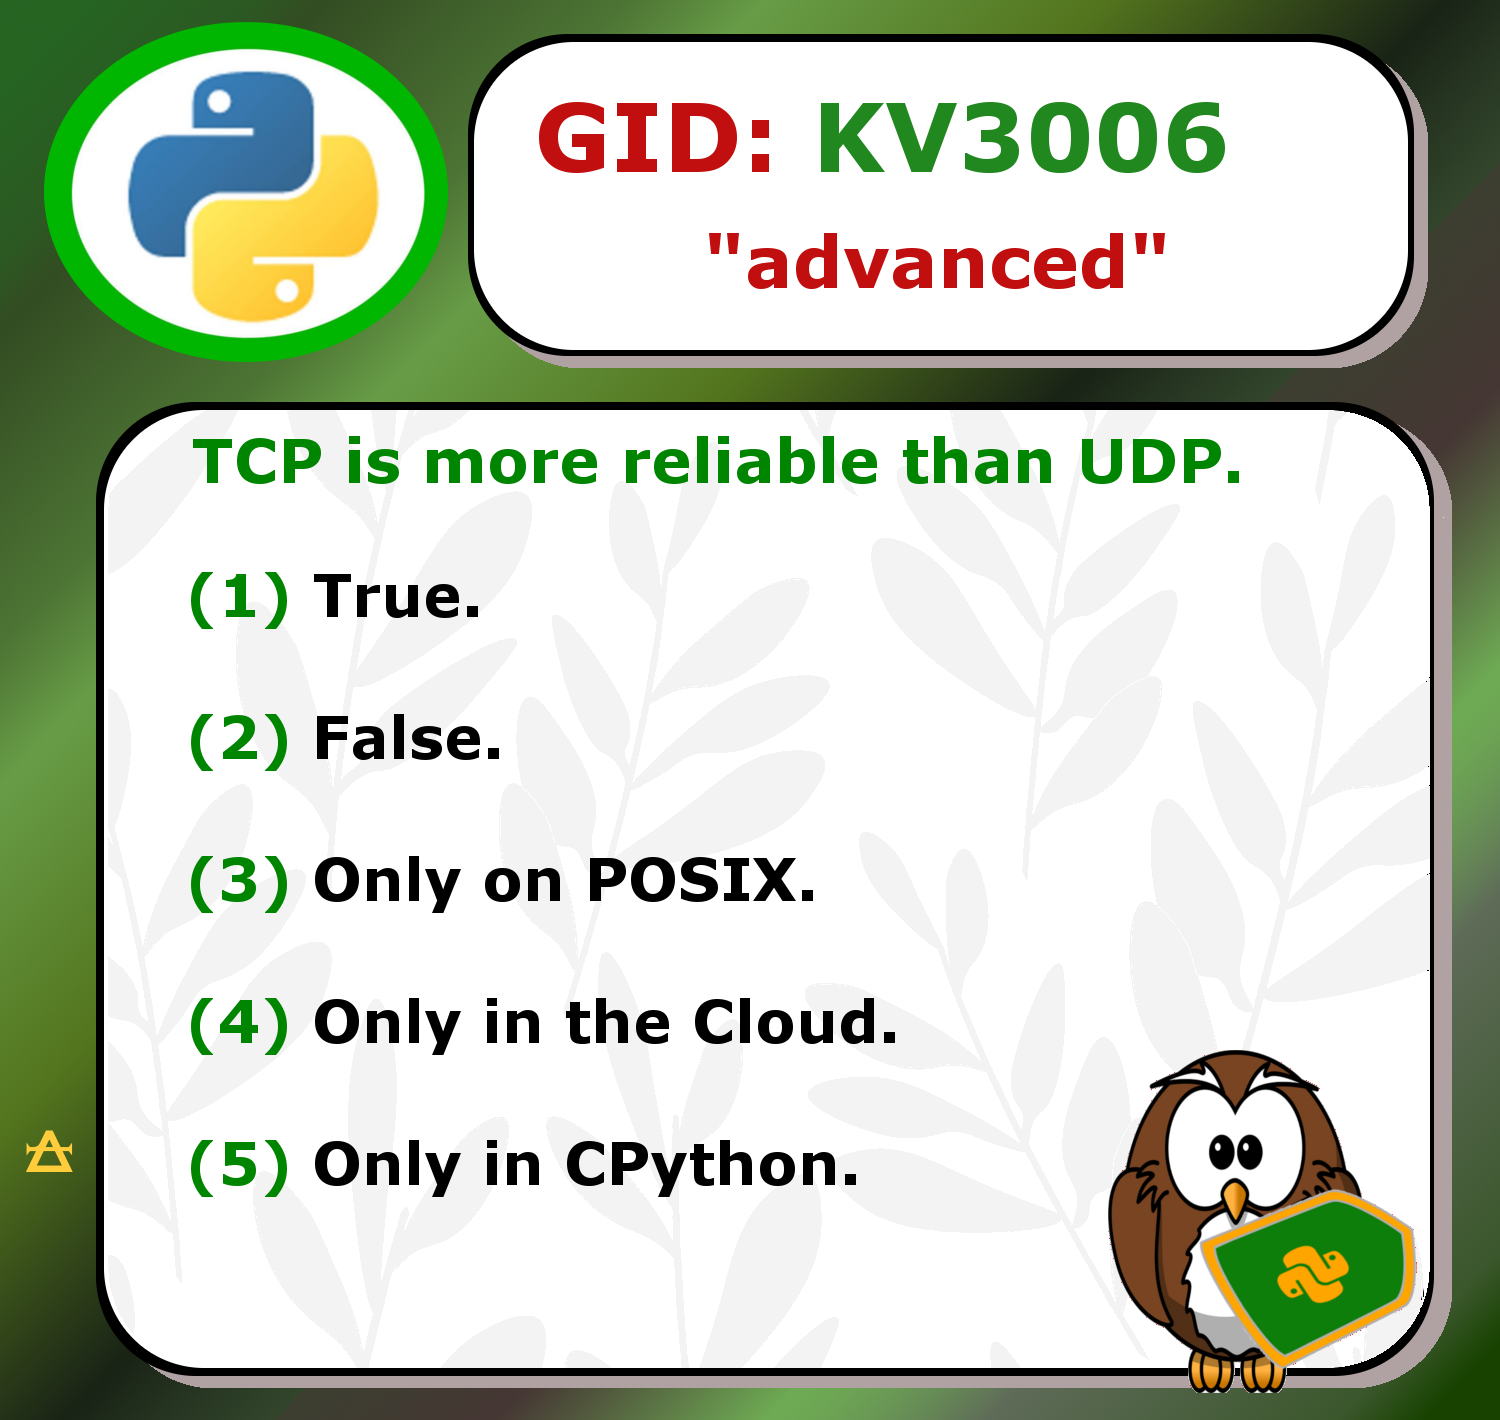 GID: KV3006
"advanced"
TCP is more reliable than UDP.
(1) True.
(2) False.
(3) Only on POSIX.
(4) Only in the Cloud.
(5) Only in CPython.